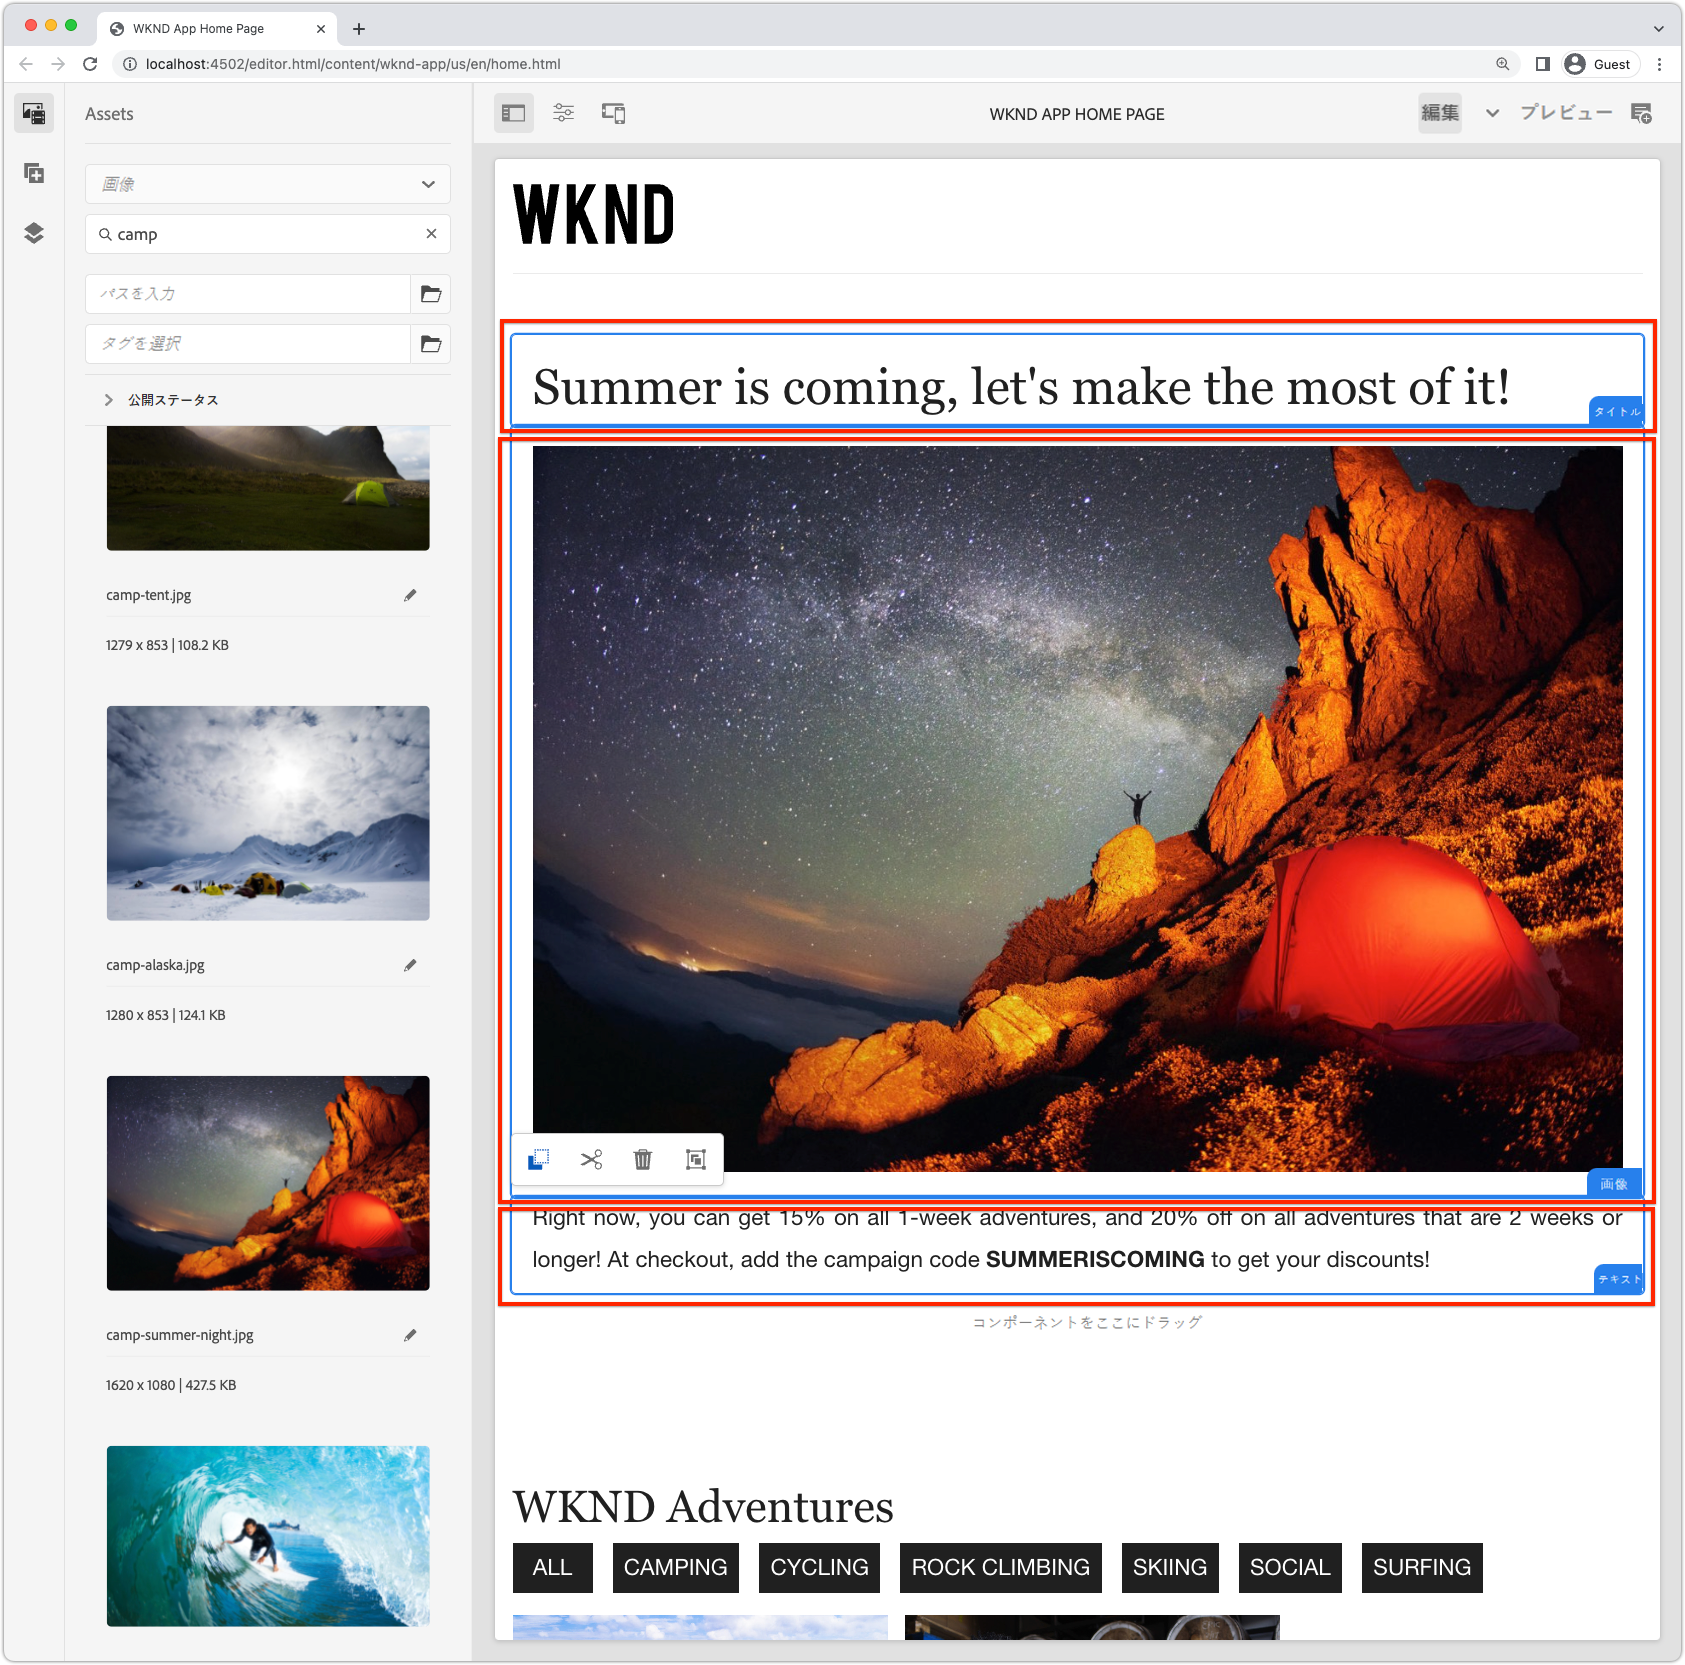 WKND App Home Page
localhost:4502/editor.html/content/wknd-app/us/en/home.html
Guest
Assets
画像
camp
パスを入力
タグを選択
公開ステータス
camp-tent.jpg
1279 x 853 | 108.2 KB
camp-alaska.jpg
1280 x 853 | 124.1 KB
camp-summer-night.jpg
1620 x 1080 | 427.5 KB
WKND APP HOME PAGE
編集
プレビュー
WKND
Summer is coming, let's make the most of it!
タイトル
画像
Right now, you can get 15% on all 1-week adventures, and 20% off on all adventures that are 2 weeks or
longer! At checkout, add the campaign code SUMMERISCOMING to get your discounts!
テキスト
コンポーネントをここにドラッグ
WKND Adventures
ALL CAMPING CYCLING ROCK CLIMBING SKIING SOCIAL SURFING